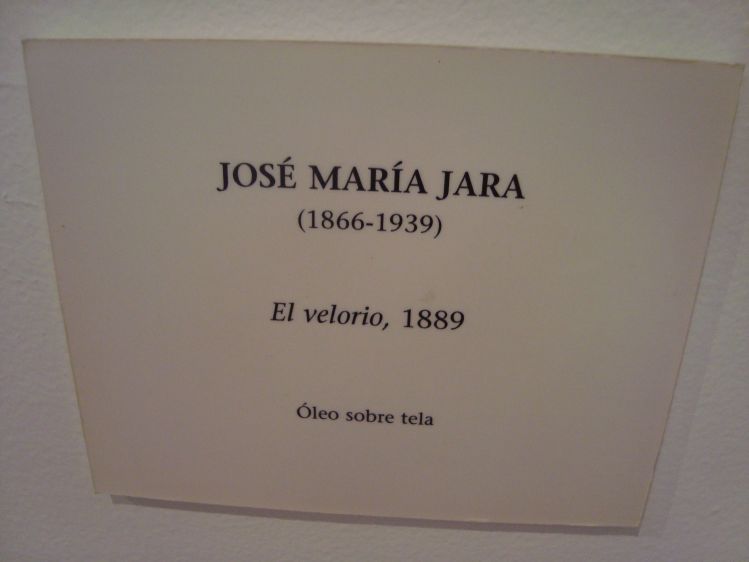 JOSÉ MARÍA JARA
(1866-1939)
El velorio, 1889
Óleo sobre tela